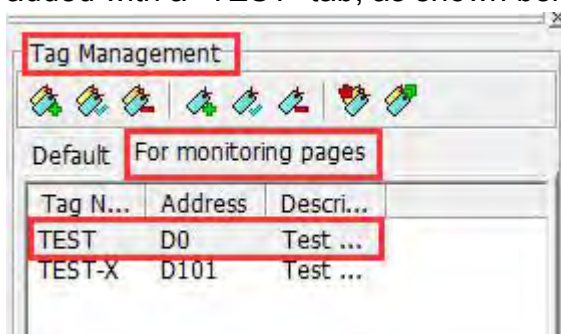 added with a "TEST" tab, as shown
Tag Management
Default For monitoring pages
Tag N... Address Descri...
TEST D0 Test ...
TEST-X D101 Test ...